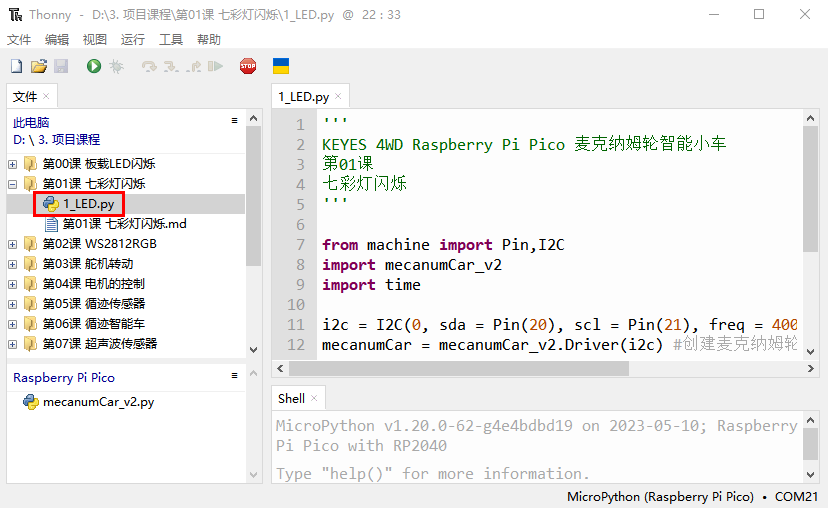 Thonny - D:\3. 项目课程\第01课 七彩灯闪烁\1_LED.py @ 22 : 33
文件 编辑 视图 运行 工具 帮助
STOP
文件
此电脑
D: \ 3. 项目课程
第00课 板载LED闪烁
第01课 七彩灯闪烁
1_LED.py
第01课 七彩灯闪烁.md
第02课 WS2812RGB
第03课 舵机转动
第04课 电机的控制
第05课 循迹传感器
第06课 循迹智能车
第07课 超声波传感器
Raspberry Pi Pico
mecanumCar_v2.py
1_LED.py
1 '''
2 KEYES 4WD Raspberry Pi Pico 麦克纳姆轮智能小车
3 第01课
4 七彩灯闪烁
5 '''
6
7 from machine import Pin,I2C
8 import mecanumCar_v2
9 import time
10
11 i2c = I2C(0, sda = Pin(20), scl = Pin(21), freq = 400
12 mecanumCar = mecanumCar_v2.Driver(i2c) #创建麦克纳姆轮
Shell
MicroPython v1.20.0-62-g4e4bdbd19 on 2023-05-10; Raspberry
Pi Pico with RP2040
Type "help()" for more information.
MicroPython (Raspberry Pi Pico) • COM21